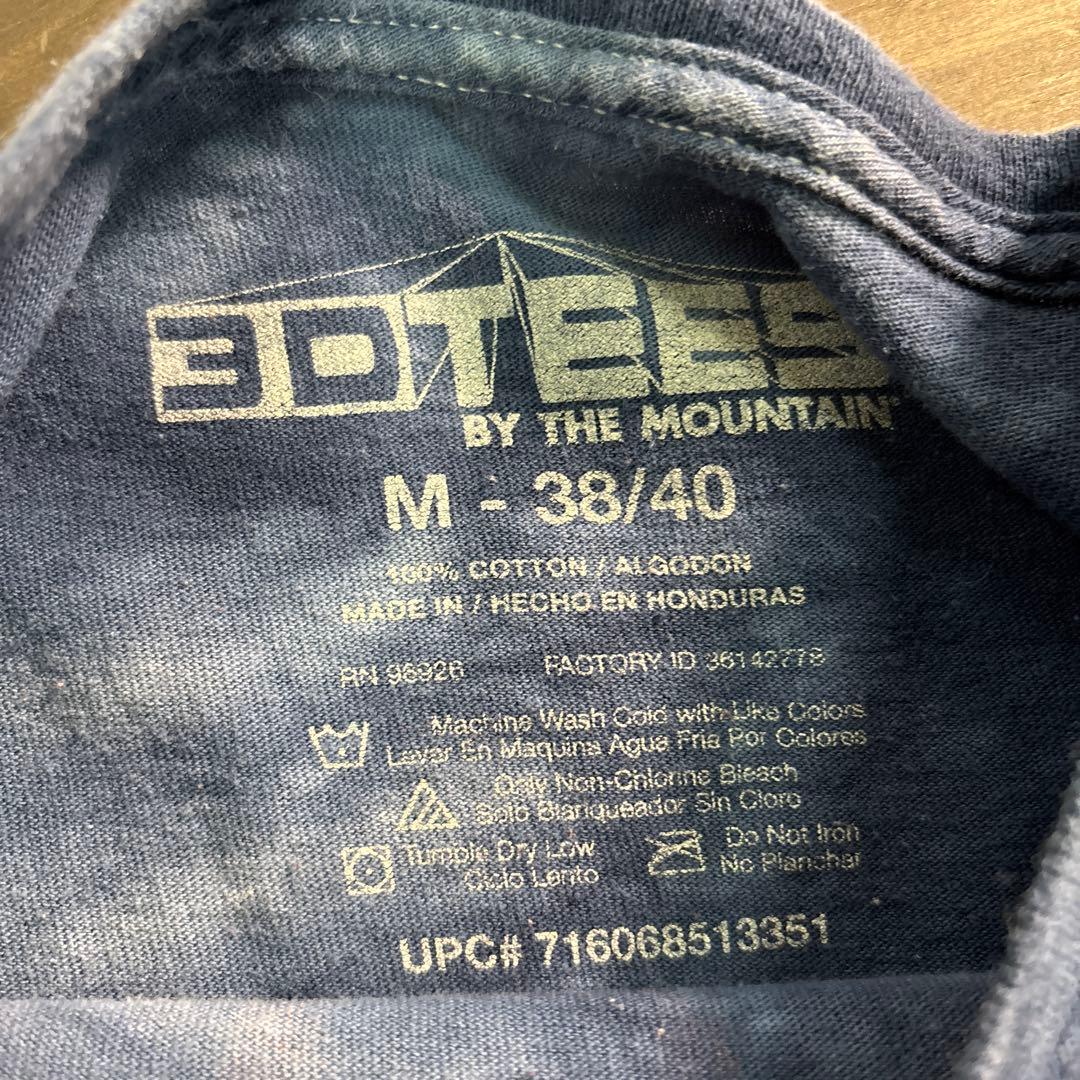 3D TEES
BY THE MOUNTAIN®
M - 38/40
100% COTTON / ALGODON
MADE IN / HECHO EN HONDURAS
RN 96926 FACTORY ID 36142778
Machine Wash Cold with Like Colors
Lavar En Maquina Agua Fria Por Colores
Only Non-Chlorine Bleach
Solo Blanqueador Sin Cloro
Tumble Dry Low
Ciclo Lento
Do Not Iron
No Planchar
UPC# 716068513351